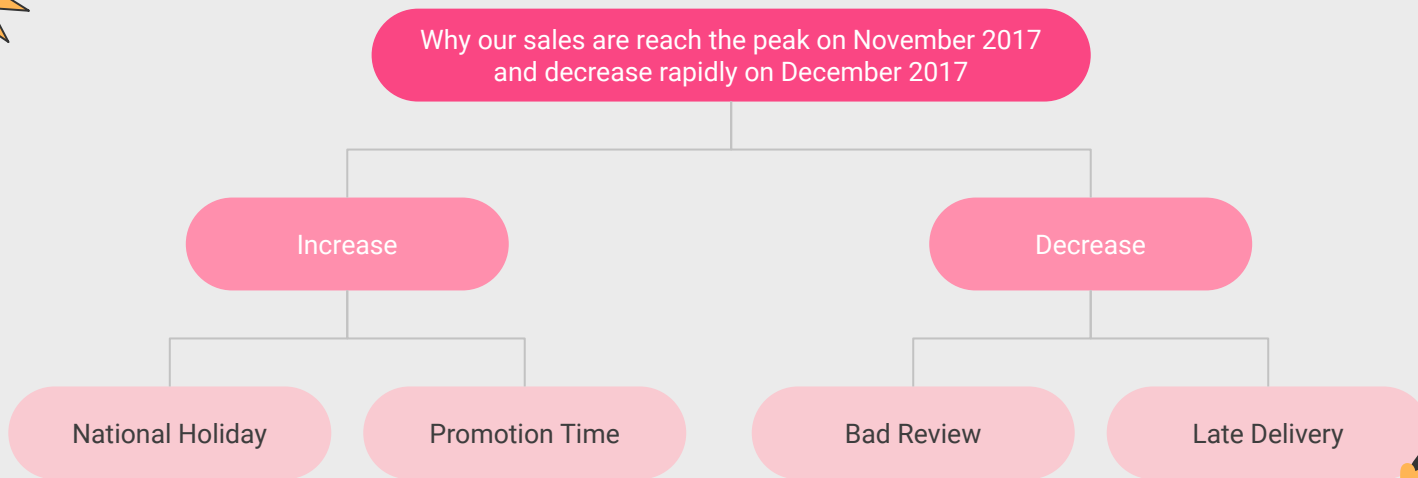 Why our sales are reach the peak on November 2017
and decrease rapidly on December 2017
Increase
Decrease
National Holiday
Promotion Time
Bad Review
Late Delivery